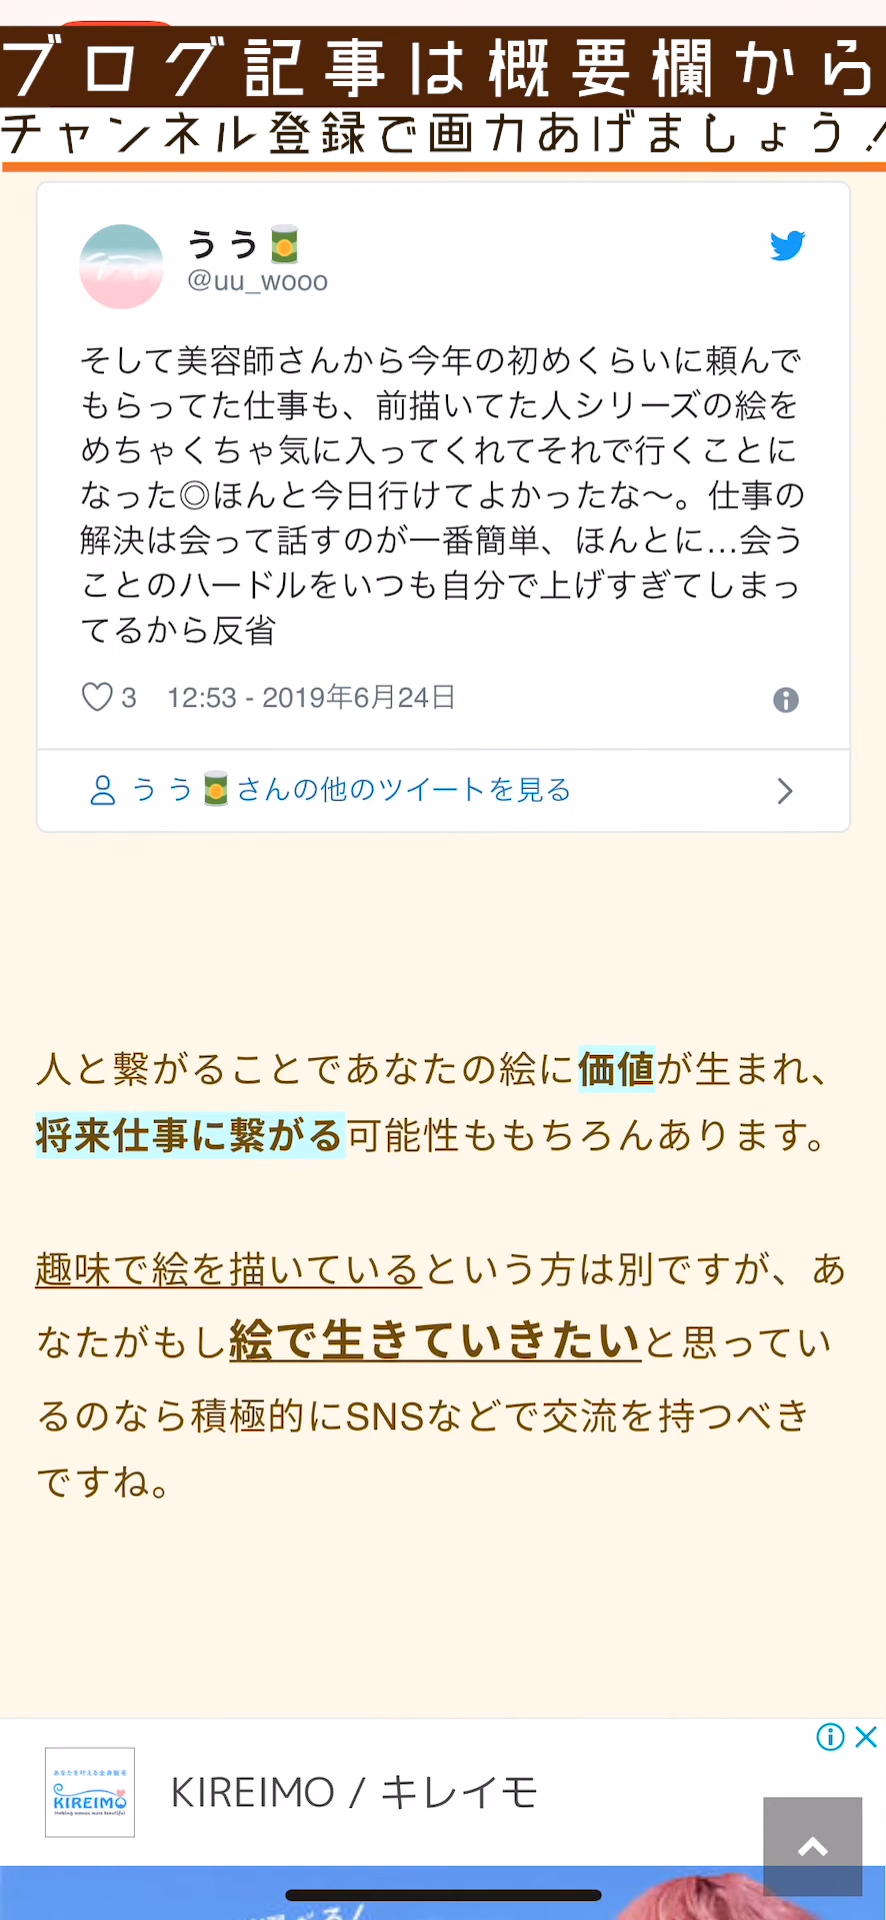 ブログ記事は概要欄から
チャンネル登録で画力あげましょう！
うう🥫
@uu_wooo
そして美容師さんから今年の初めくらいに頼んで
もらってた仕事も、前描いてた人シリーズの絵を
めちゃくちゃ気に入ってくれてそれで行くことに
なった◎ほんと今日行けてよかったな〜。仕事の
解決は会って話すのが一番簡単、ほんとに…会う
ことのハードルをいつも自分で上げすぎてしまっ
てるから反省
3 12:53 - 2019年6月24日
うう🥫さんの他のツイートを見る
人と繋がることであなたの絵に価値が生まれ、
将来仕事に繋がる可能性ももちろんあります。
趣味で絵を描いているという方は別ですが、あ
なたがもし絵で生きていきたいと思ってい
るのなら積極的にSNSなどで交流を持つべき
ですね。
あなたを叶える全身脱毛
KIREIMO
Making woman more beautiful
KIREIMO / キレイモ